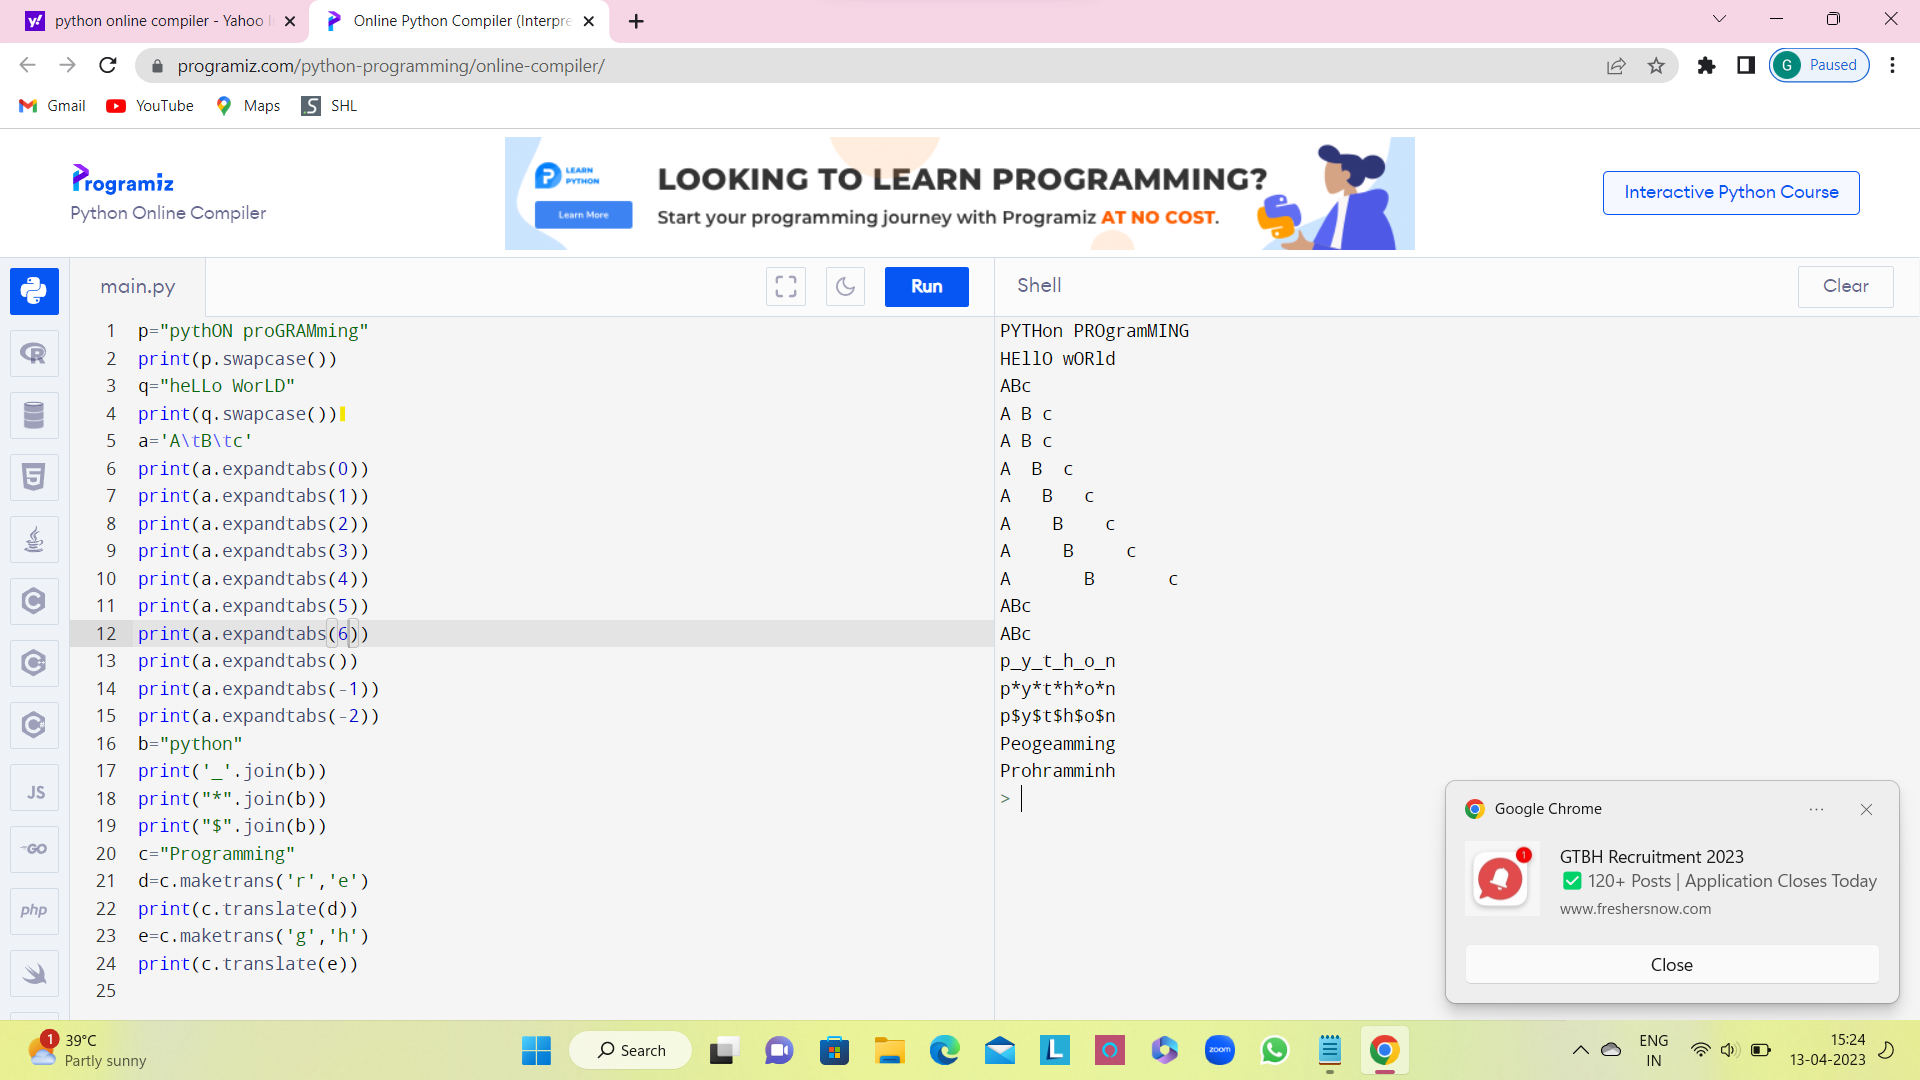 python online compiler - Yahoo I
Online Python Compiler (Interpre
programiz.com/python-programming/online-compiler/
G Paused
Gmail YouTube Maps S SHL
Programiz
Python Online Compiler
LEARN PYTHON
Learn More
LOOKING TO LEARN PROGRAMMING?
Start your programming journey with Programiz AT NO COST.
Interactive Python Course
main.py
Run
Shell
Clear
1 p="pythON proGRAMming"
2 print(p.swapcase())
3 q="heLLo WorLD"
4 print(q.swapcase())
5 a='A\tB\tc'
6 print(a.expandtabs(0))
7 print(a.expandtabs(1))
8 print(a.expandtabs(2))
9 print(a.expandtabs(3))
10 print(a.expandtabs(4))
11 print(a.expandtabs(5))
12 print(a.expandtabs(6))
13 print(a.expandtabs())
14 print(a.expandtabs(-1))
15 print(a.expandtabs(-2))
16 b="python"
17 print('_'.join(b))
18 print("*".join(b))
19 print("$".join(b))
20 c="Programming"
21 d=c.maketrans('r','e')
22 print(c.translate(d))
23 e=c.maketrans('g','h')
24 print(c.translate(e))
25
PYTHon PROgramMING
HEllO wORld
ABc
A B c
A B c
A  B  c
A   B   c
A    B    c
A     B     c
A       B       c
ABc
ABc
p_y_t_h_o_n
p*y*t*h*o*n
p$y$t$h$o$n
Peogeamming
Prohramminh
>
R
5
C
C
C
JS
GO
php
Google Chrome
1
GTBH Recruitment 2023
✅ 120+ Posts | Application Closes Today
www.freshersnow.com
Close
1
39°C
Partly sunny
Search
L
zoom
ENG
IN
15:24
13-04-2023